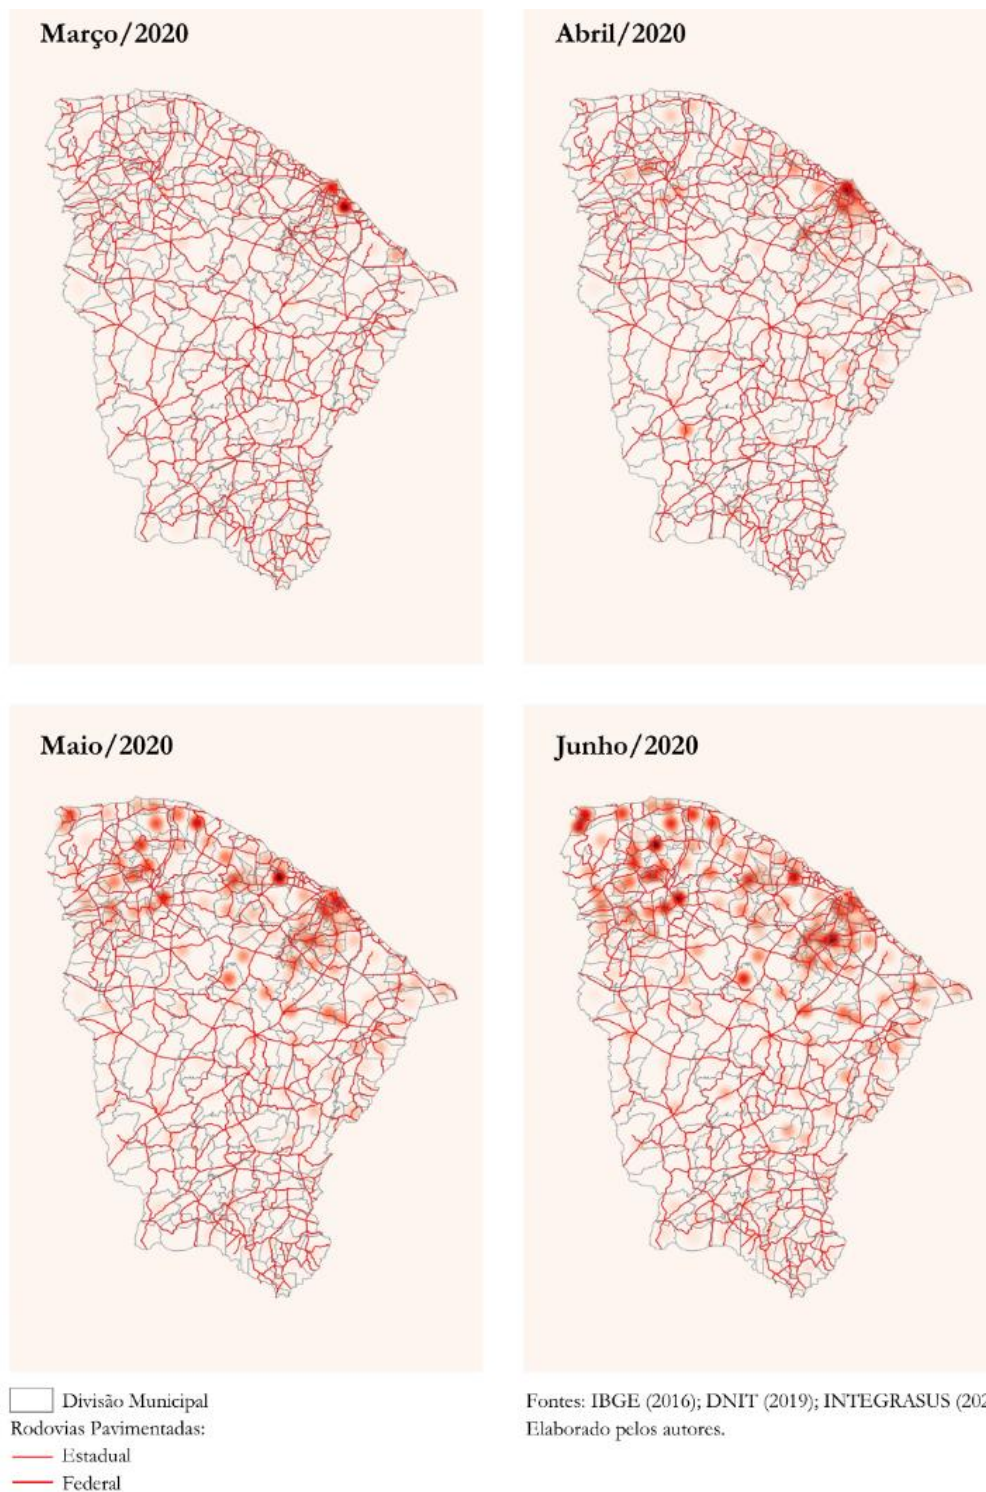 Março/2020
Abril/2020
Maio/2020
Junho/2020
Divisão Municipal
Rodovias Pavimentadas:
Estadual
Federal
Fontes: IBGE (2016); DNIT (2019); INTEGRASUS (202
Elaborado pelos autores.